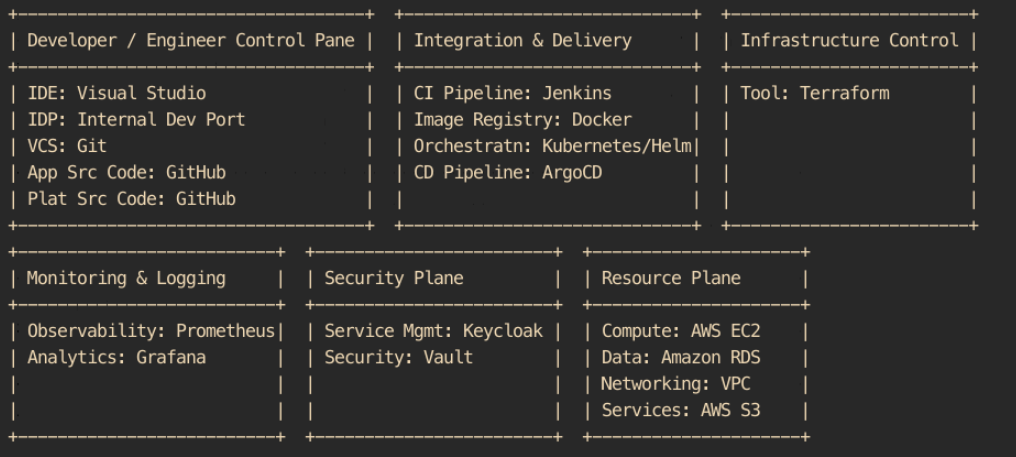 Developer / Engineer Control Pane
IDE: Visual Studio
IDP: Internal Dev Port
VCS: Git
App Src Code: GitHub
Plat Src Code: GitHub
Integration & Delivery
CI Pipeline: Jenkins
Image Registry: Docker
Orchestratn: Kubernetes/Helm
CD Pipeline: ArgoCD
Infrastructure Control
Tool: Terraform
Monitoring & Logging
Observability: Prometheus
Analytics: Grafana
Security Plane
Service Mgmt: Keycloak
Security: Vault
Resource Plane
Compute: AWS EC2
Data: Amazon RDS
Networking: VPC
Services: AWS S3